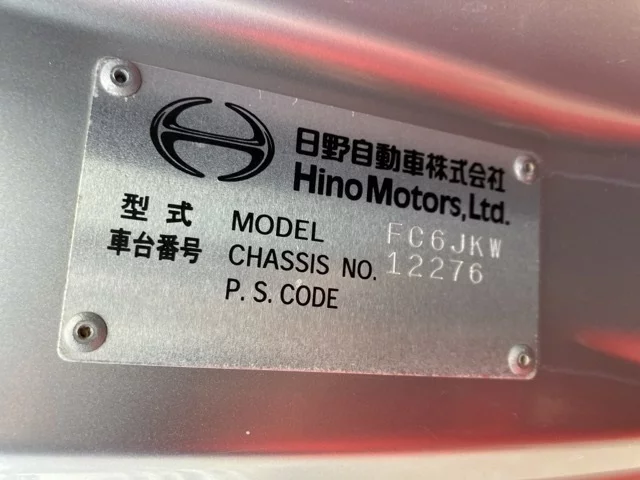 日野自動車株式会社
Hino Motors, Ltd.
型式 MODEL FC6JKW
車台番号 CHASSIS NO. 12276
P.S.CODE